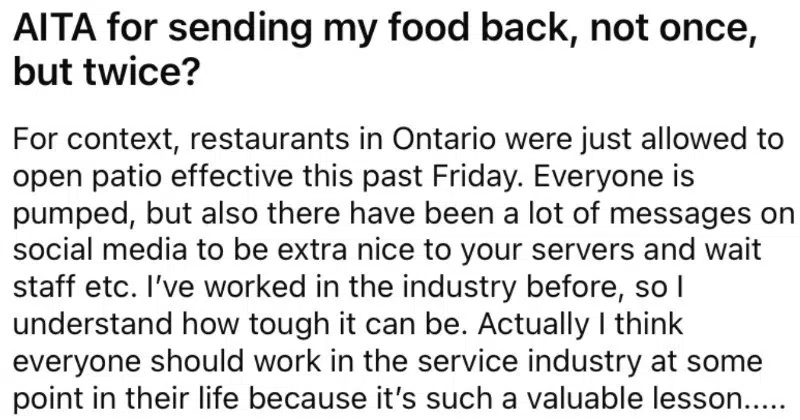 AITA for sending my food back, not once,
but twice?
For context, restaurants in Ontario were just allowed to
open patio effective this past Friday. Everyone is
pumped, but also there have been a lot of messages on
social media to be extra nice to your servers and wait
staff etc. I’ve worked in the industry before, so I
understand how tough it can be. Actually I think
everyone should work in the service industry at some
point in their life because it’s such a valuable lesson.....